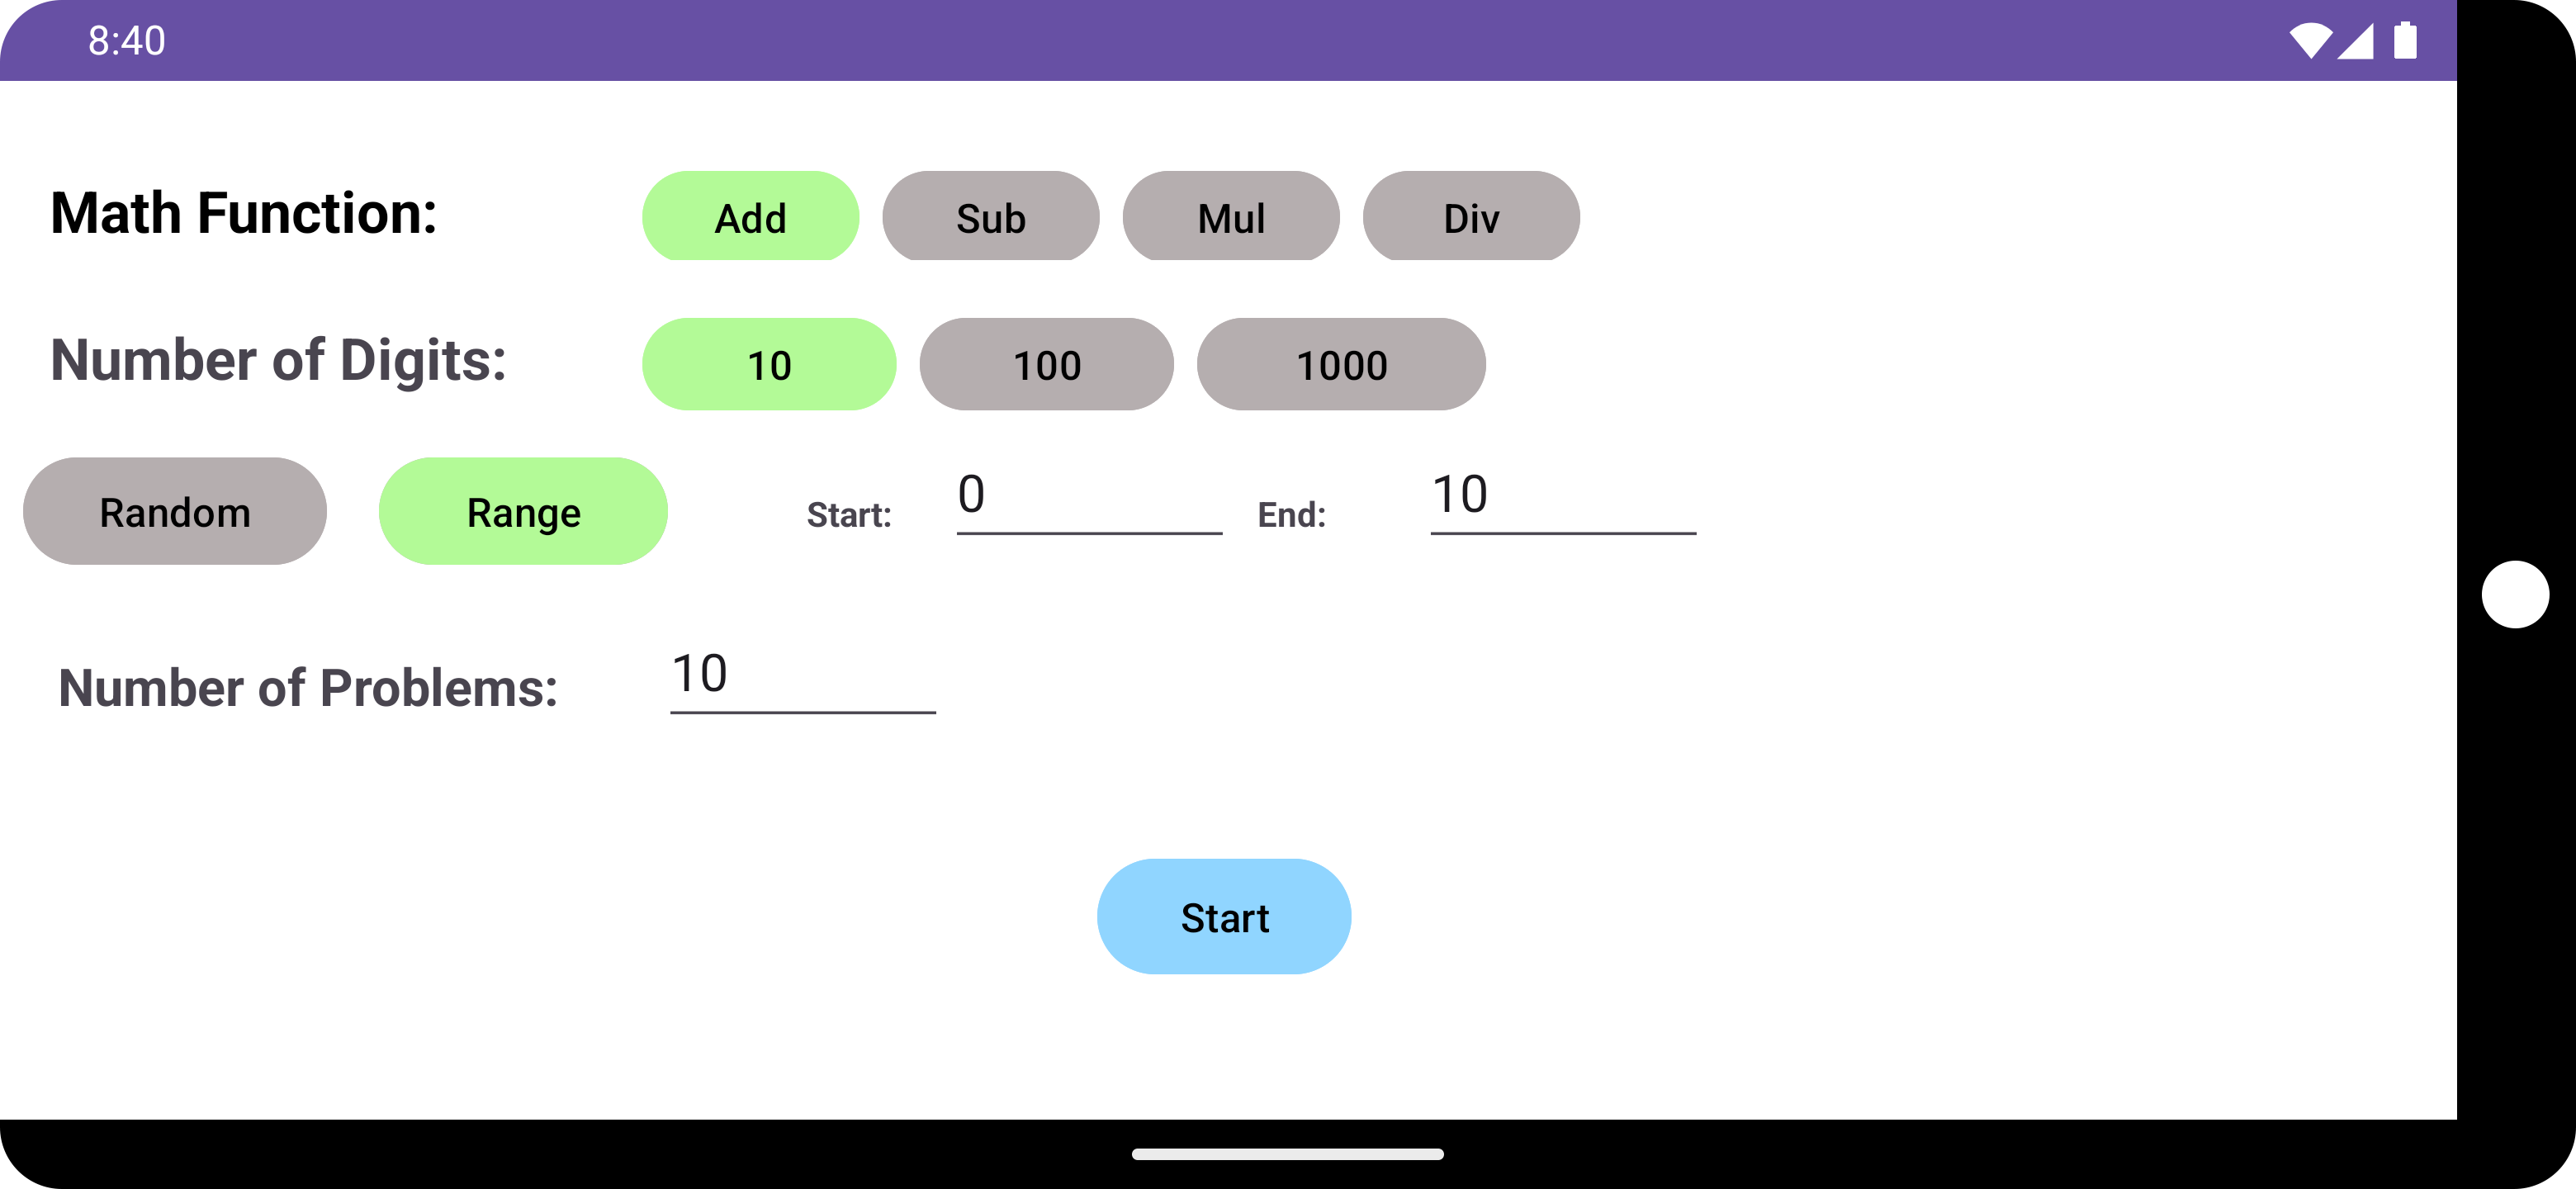 8:40
Math Function: Add Sub Mul Div
Number of Digits: 10 100 1000
Random Range Start: 0 End: 10
Number of Problems: 10
Start